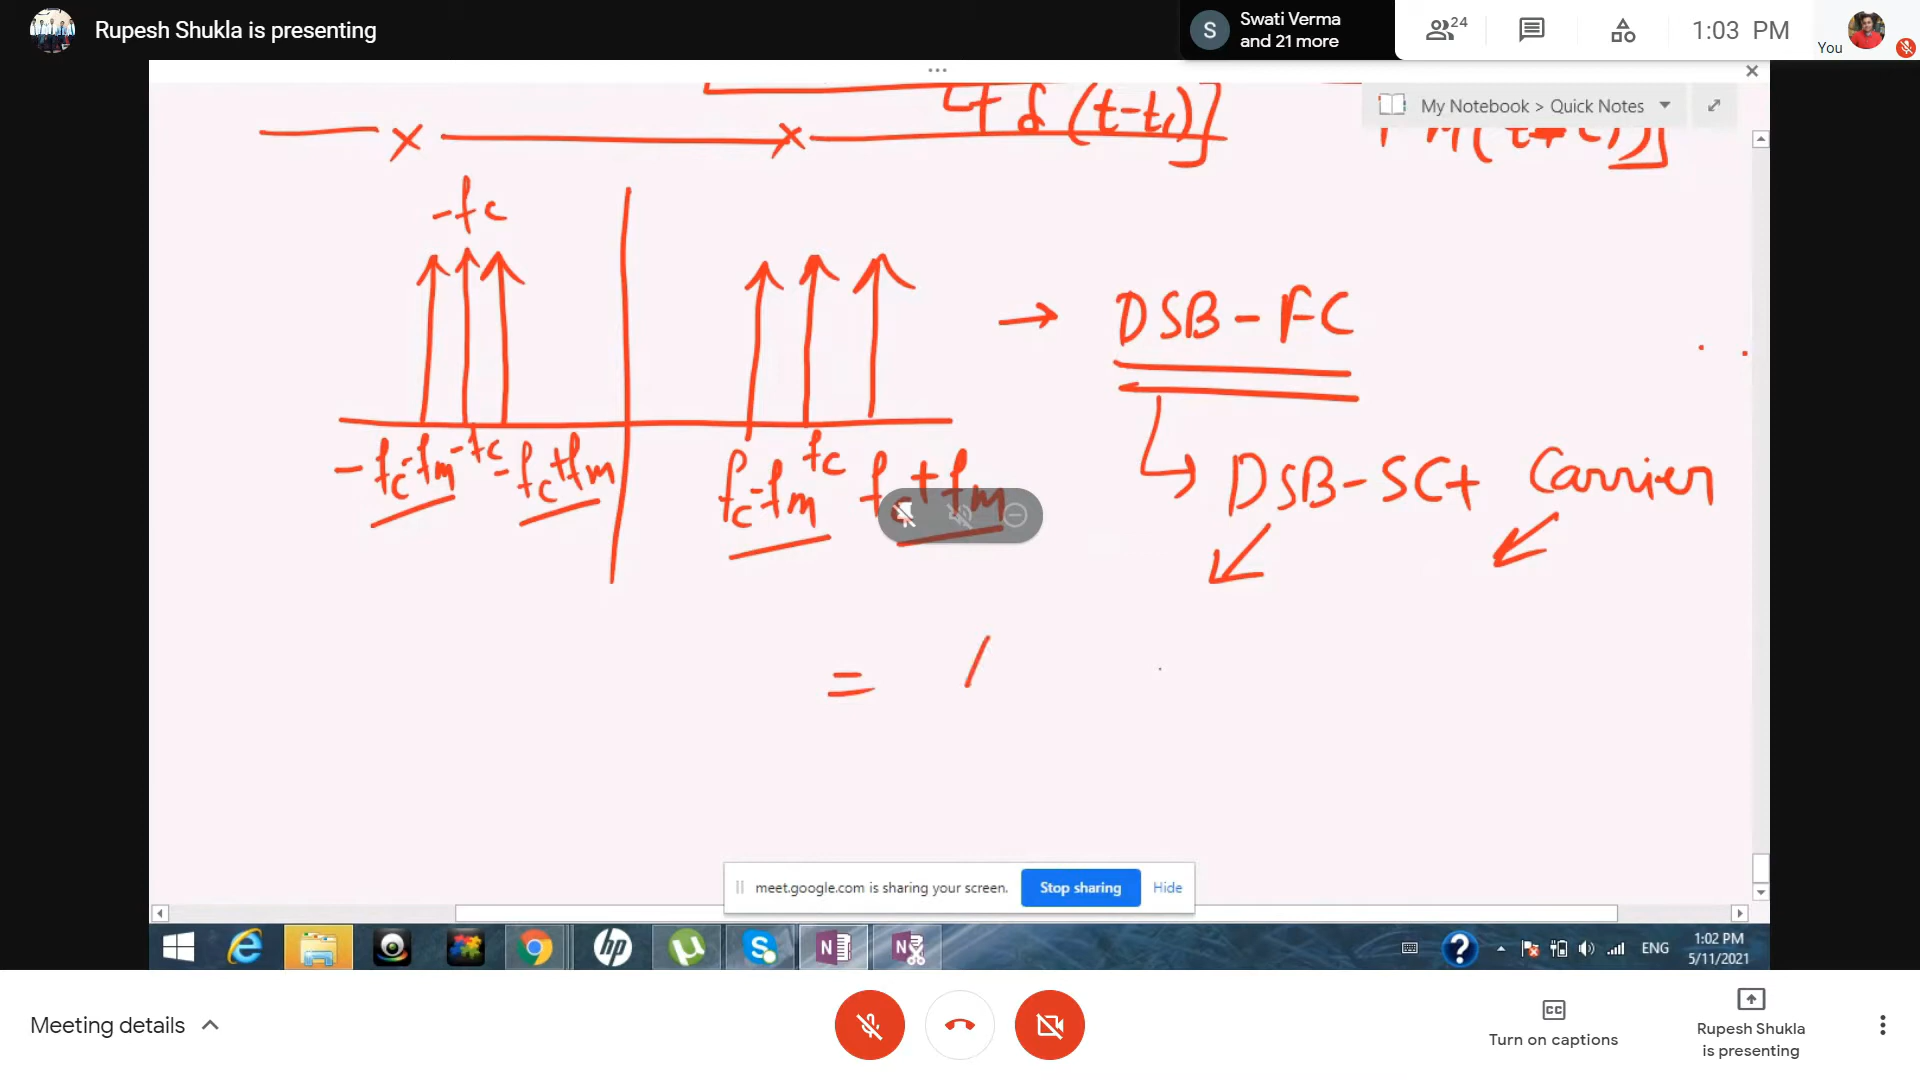 Rupesh Shukla is presenting
S Swati Verma
and 21 more
24
1:03 PM
You
My Notebook > Quick Notes
+ δ(t-t₁)]
-fc
→ DSB-FC
-fc-fm -fc -fc+fm fc-fm fc fc+fm
↳ DSB-SC+ Carrier
=
meet.google.com is sharing your screen. Stop sharing Hide
hp
N
N
ENG
1:02 PM
5/11/2021
Meeting details
CC
Turn on captions
Rupesh Shukla
is presenting